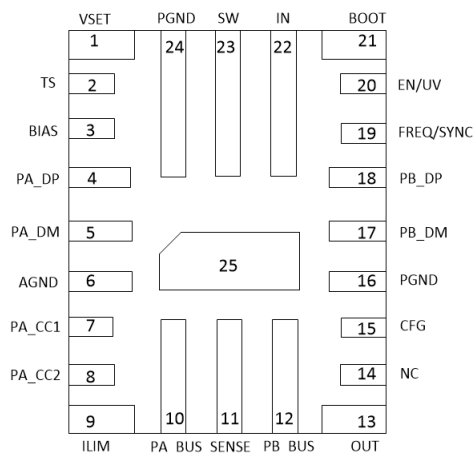 VSET PGND SW IN BOOT
1 24 23 22 21
TS 2 20 EN/UV
BIAS 3 19 FREQ/SYNC
PA_DP 4 18 PB_DP
PA_DM 5 17 PB_DM
25
AGND 6 16 PGND
PA_CC1 7 15 CFG
PA_CC2 8 14 NC
9 10 11 12 13
ILIM PA BUS SENSE PB BUS OUT